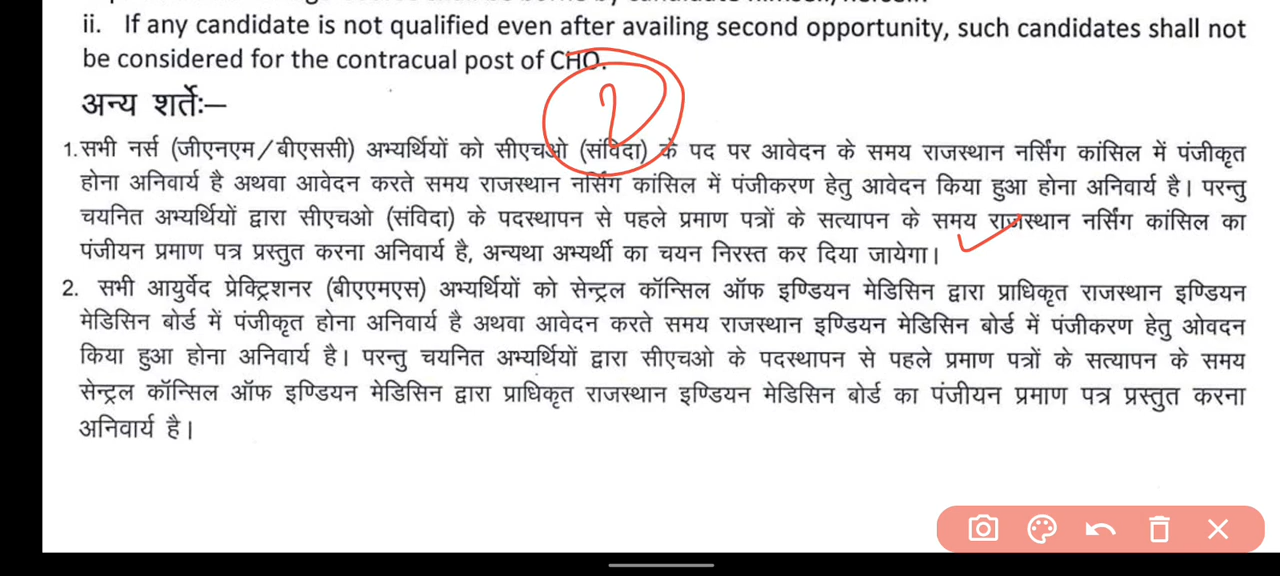 ii. If any candidate is not qualified even after availing second opportunity, such candidates shall not
be considered for the contracual post of CHO.
अन्य शर्तेः–
1. सभी नर्स (जीएनएम/बीएससी) अभ्यर्थियों को सीएचओ (संविदा) के पद पर आवेदन के समय राजस्थान नर्सिंग कांसिल में पंजीकृत
होना अनिवार्य है अथवा आवेदन करते समय राजस्थान नर्सिंग कांसिल में पंजीकरण हेतु आवेदन किया हुआ होना अनिवार्य है। परन्तु
चयनित अभ्यर्थियों द्वारा सीएचओ (संविदा) के पदस्थापन से पहले प्रमाण पत्रों के सत्यापन के समय राजस्थान नर्सिंग कांसिल का
पंजीयन प्रमाण पत्र प्रस्तुत करना अनिवार्य है, अन्यथा अभ्यर्थी का चयन निरस्त कर दिया जायेगा।
2. सभी आयुर्वेद प्रेक्ट्रिशनर (बीएएमएस) अभ्यर्थियों को सेन्ट्रल कॉन्सिल ऑफ इण्डियन मेडिसिन द्वारा प्राधिकृत राजस्थान इण्डियन
मेडिसिन बोर्ड में पंजीकृत होना अनिवार्य है अथवा आवेदन करते समय राजस्थान इण्डियन मेडिसिन बोर्ड में पंजीकरण हेतु ओवदन
किया हुआ होना अनिवार्य है। परन्तु चयनित अभ्यर्थियों द्वारा सीएचओ के पदस्थापन से पहले प्रमाण पत्रों के सत्यापन के समय
सेन्ट्रल कॉन्सिल ऑफ इण्डियन मेडिसिन द्वारा प्राधिकृत राजस्थान इण्डियन मेडिसिन बोर्ड का पंजीयन प्रमाण पत्र प्रस्तुत करना
अनिवार्य है।